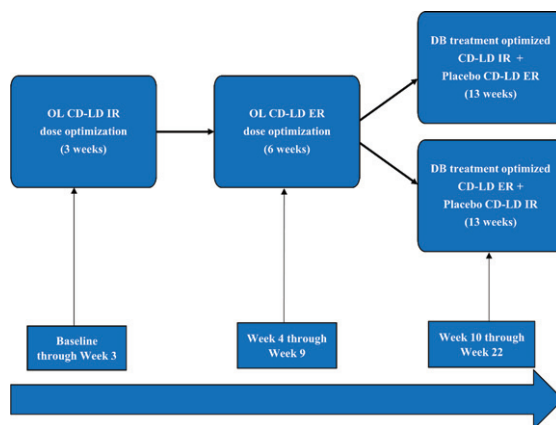 DB treatment optimized
CD-LD IR +
Placebo CD-LD ER
(13 weeks)
OL CD-LD IR
dose optimization
(3 weeks)
OL CD-LD ER
dose optimization
(6 weeks)
DB treatment optimized
CD-LD ER +
Placebo CD-LD IR
(13 weeks)
Baseline
through Week 3
Week 4 through
Week 9
Week 10 through
Week 22